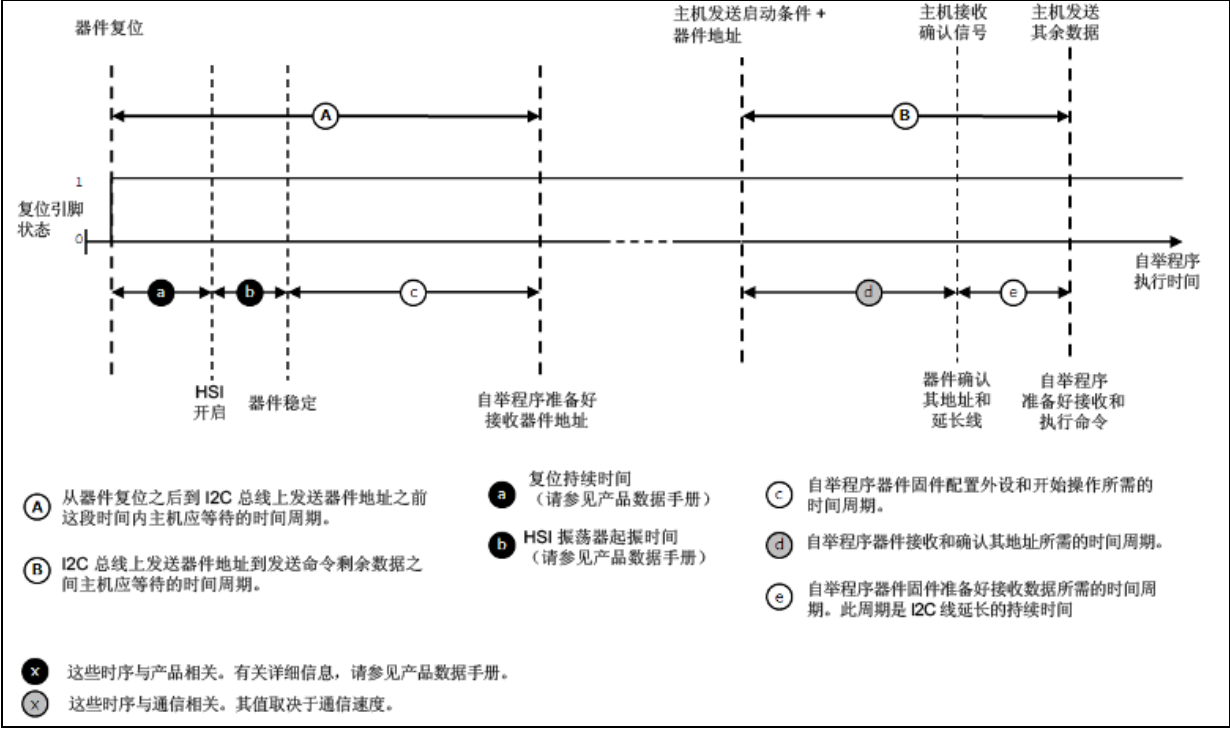 器件复位
主机发送启动条件 +
器件地址
主机接收
确认信号
主机发送
其余数据
A
B
1
复位引脚
状态
0
自举程序
执行时间
a
b
c
d
e
HSI
开启
器件稳定
自举程序准备好
接收器件地址
器件确认
其地址和
延长线
自举程序
准备好接收和
执行命令
A
从器件复位之后到 I2C 总线上发送器件地址之前
这段时间内主机应等待的时间周期。
B
I2C 总线上发送器件地址到发送命令剩余数据之
间主机应等待的时间周期。
a
复位持续时间
（请参见产品数据手册）
b
HSI 振荡器起振时间
（请参见产品数据手册）
c
自举程序器件固件配置外设和开始操作所需的
时间周期。
d
自举程序器件接收和确认其地址所需的时间周期。
e
自举程序器件固件准备好接收数据所需的时间周
期。此周期是 I2C 线延长的持续时间
x
这些时序与产品相关。有关详细信息，请参见产品数据手册。
x
这些时序与通信相关。其值取决于通信速度。